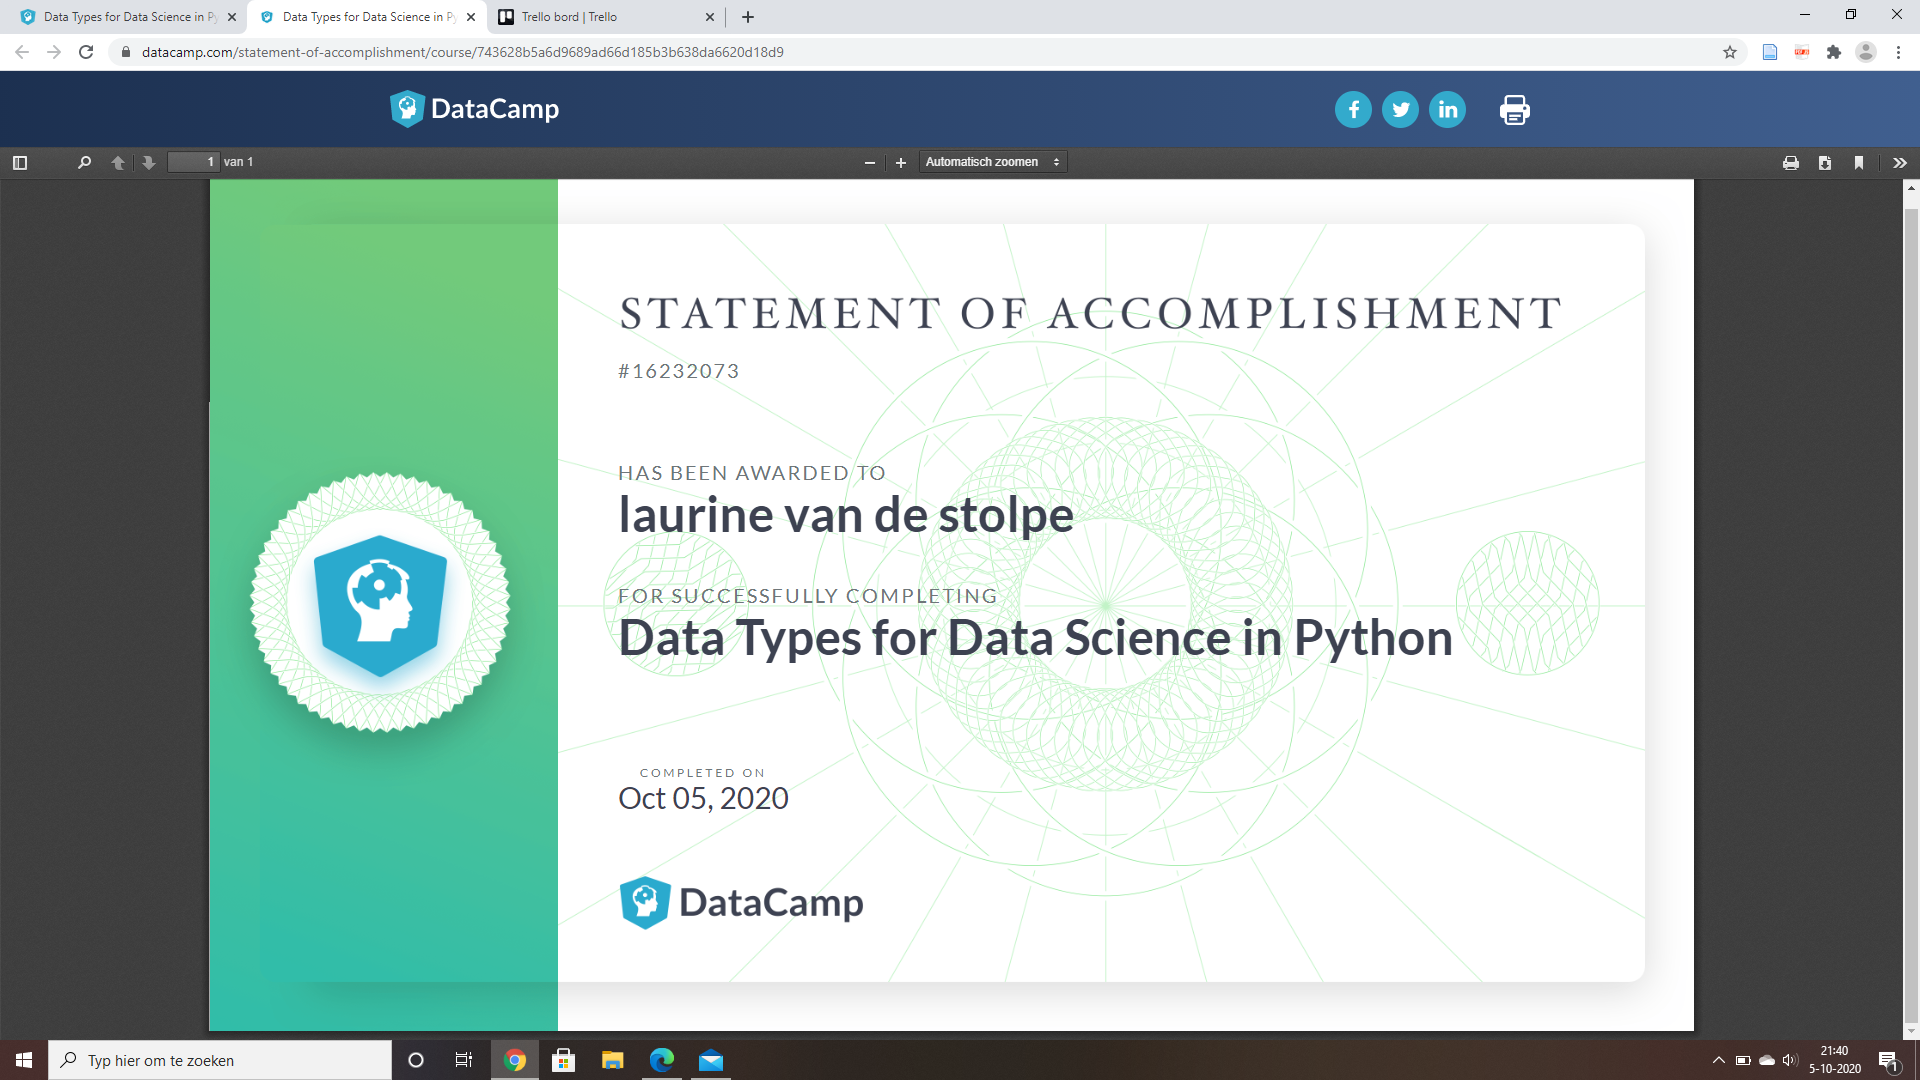 Data Types for Data Science in Py
Data Types for Data Science in Py
Trello bord | Trello
datacamp.com/statement-of-accomplishment/course/743628b5a6d9689ad66d185b3b638da6620d18d9
DataCamp
1 van 1
Automatisch zoomen
STATEMENT OF ACCOMPLISHMENT
#16232073
HAS BEEN AWARDED TO
laurine van de stolpe
FOR SUCCESSFULLY COMPLETING
Data Types for Data Science in Python
COMPLETED ON
Oct 05, 2020
DataCamp
Typ hier om te zoeken
21:40
5-10-2020
1